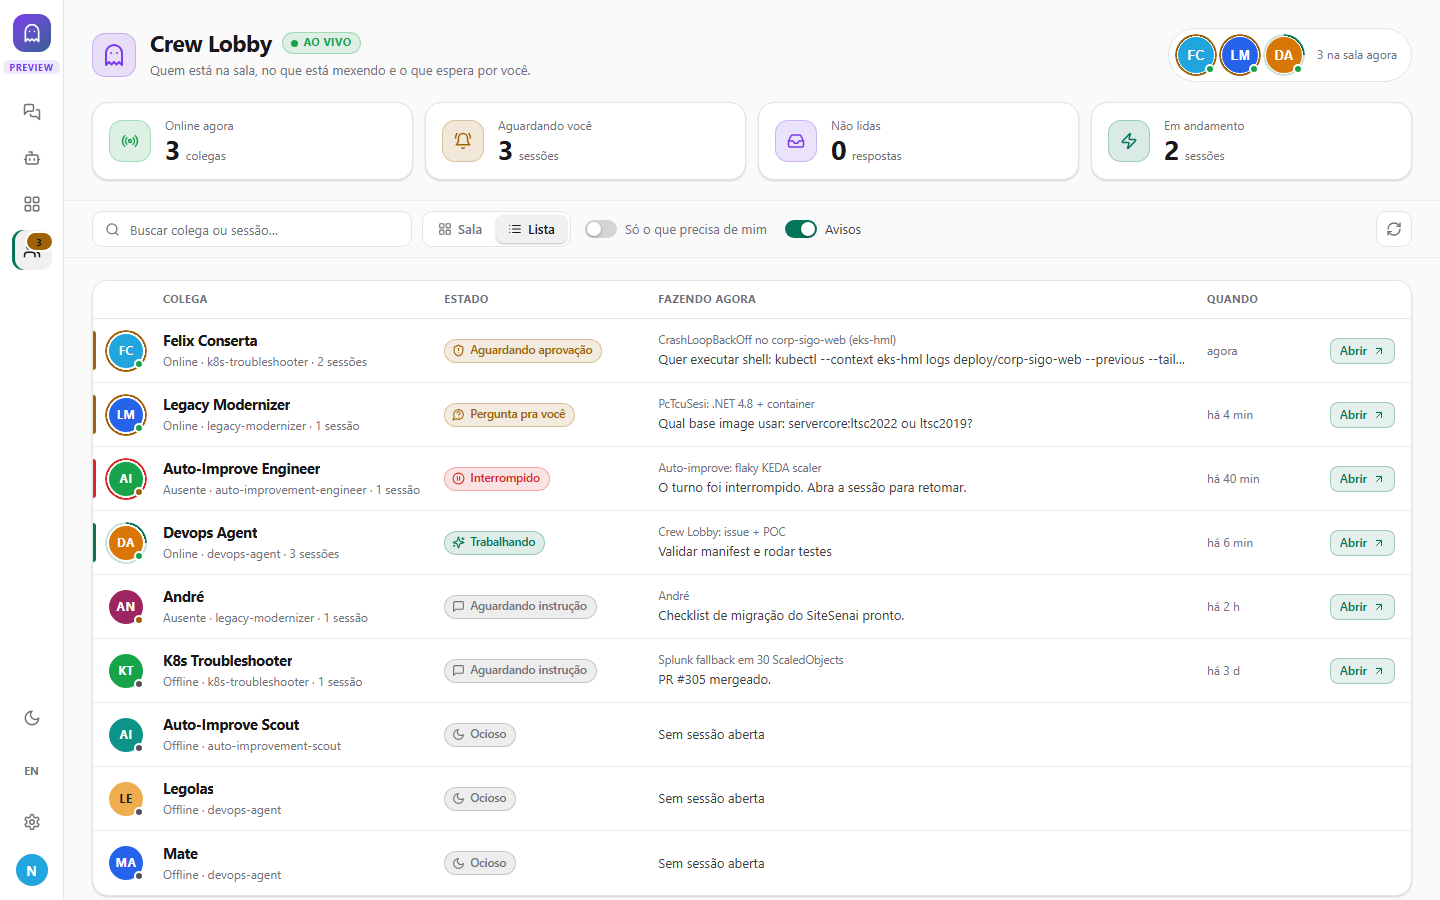 PREVIEW
Crew Lobby
AO VIVO
Quem está na sala, no que está mexendo e o que espera por você.
FC LM DA 3 na sala agora
Online agora
3 colegas
Aguardando você
3 sessões
Não lidas
0 respostas
Em andamento
2 sessões
3
Buscar colega ou sessão...
Sala
Lista
Só o que precisa de mim
Avisos
COLEGA ESTADO FAZENDO AGORA QUANDO
FC
Felix Conserta
Online · k8s-troubleshooter · 2 sessões
Aguardando aprovação
CrashLoopBackOff no corp-sigo-web (eks-hml)
Quer executar shell: kubectl --context eks-hml logs deploy/corp-sigo-web --previous --tail...
agora
Abrir
LM
Legacy Modernizer
Online · legacy-modernizer · 1 sessão
Pergunta pra você
PcTcuSesi: .NET 4.8 + container
Qual base image usar: servercore:ltsc2022 ou ltsc2019?
há 4 min
Abrir
AI
Auto-Improve Engineer
Ausente · auto-improvement-engineer · 1 sessão
Interrompido
Auto-improve: flaky KEDA scaler
O turno foi interrompido. Abra a sessão para retomar.
há 40 min
Abrir
DA
Devops Agent
Online · devops-agent · 3 sessões
Trabalhando
Crew Lobby: issue + POC
Validar manifest e rodar testes
há 6 min
Abrir
AN
André
Ausente · legacy-modernizer · 1 sessão
Aguardando instrução
André
Checklist de migração do SiteSenai pronto.
há 2 h
Abrir
KT
K8s Troubleshooter
Offline · k8s-troubleshooter · 1 sessão
Aguardando instrução
Splunk fallback em 30 ScaledObjects
PR #305 mergeado.
há 3 d
Abrir
AI
Auto-Improve Scout
Offline · auto-improvement-scout
Ocioso
Sem sessão aberta
LE
Legolas
Offline · devops-agent
Ocioso
Sem sessão aberta
MA
Mate
Offline · devops-agent
Ocioso
Sem sessão aberta
EN
N